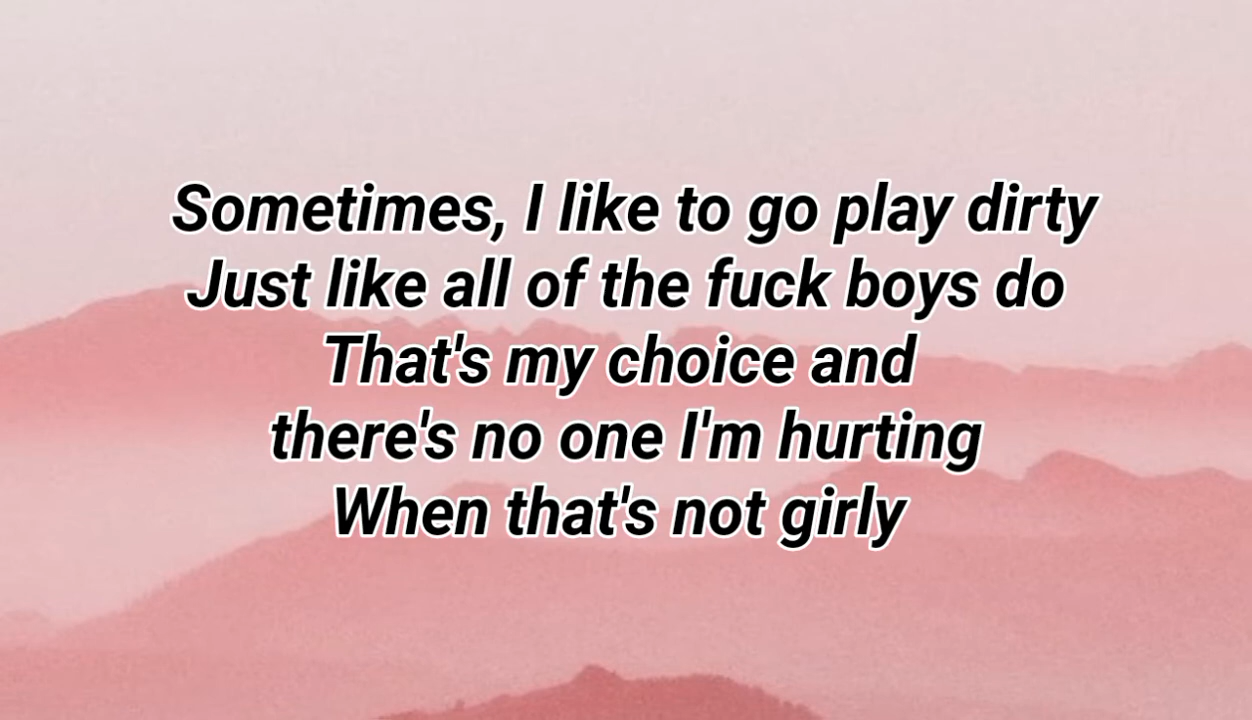 Sometimes, I like to go play dirty
Just like all of the fuck boys do
That's my choice and
there's no one I'm hurting
When that's not girly